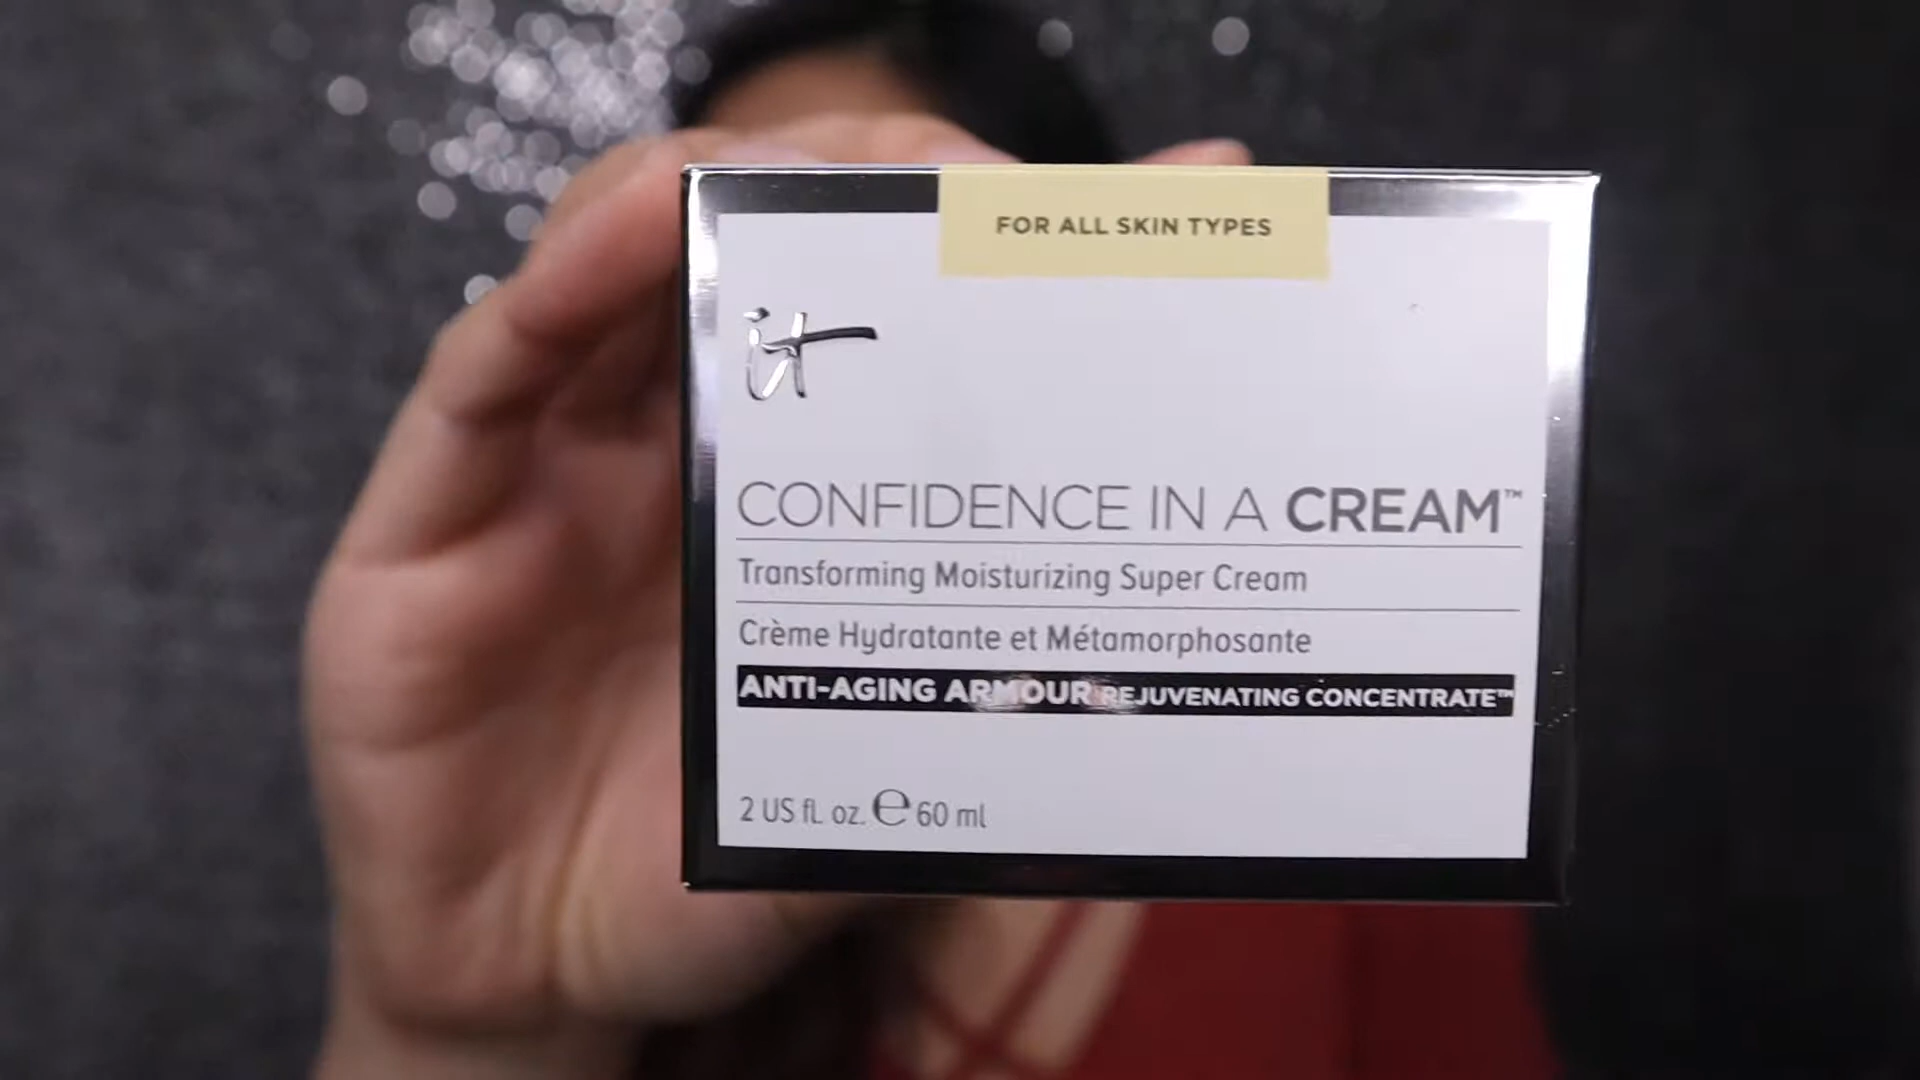 FOR ALL SKIN TYPES
it
CONFIDENCE IN A CREAM™
Transforming Moisturizing Super Cream
Crème Hydratante et Métamorphosante
ANTI-AGING ARMOUR REJUVENATING CONCENTRATE™
2 US fl. oz. ℮ 60 ml